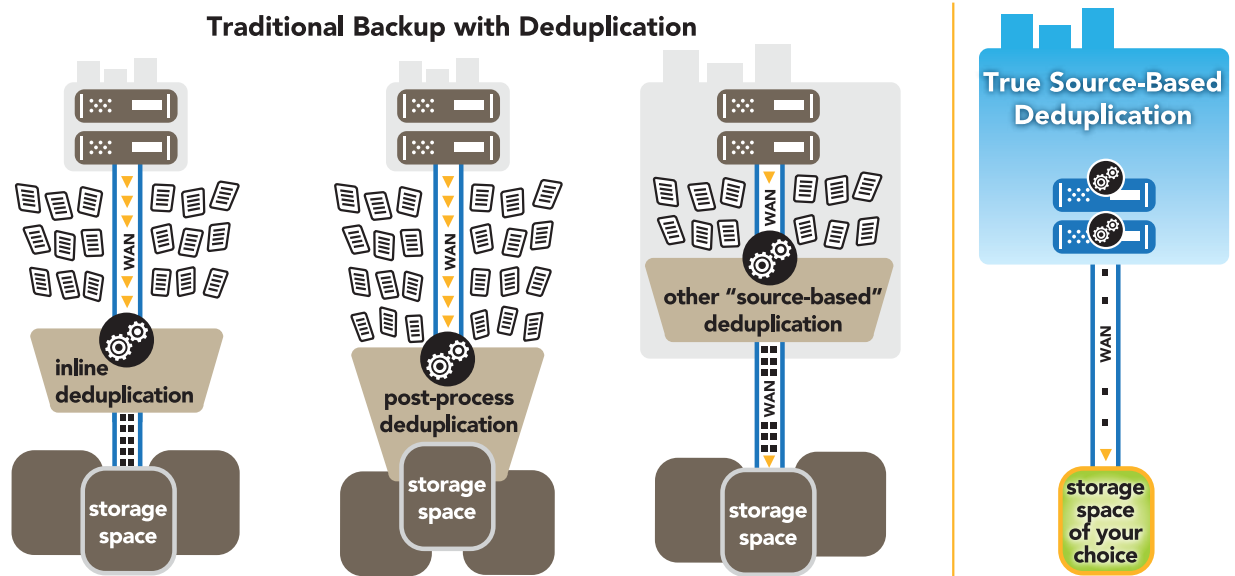 Traditional Backup with Deduplication
WAN
inline
deduplication
storage
space
WAN
post-process
deduplication
storage
space
WAN
other “source-based”
deduplication
WAN
storage
space
True Source-Based
Deduplication
WAN
storage
space
of your
choice